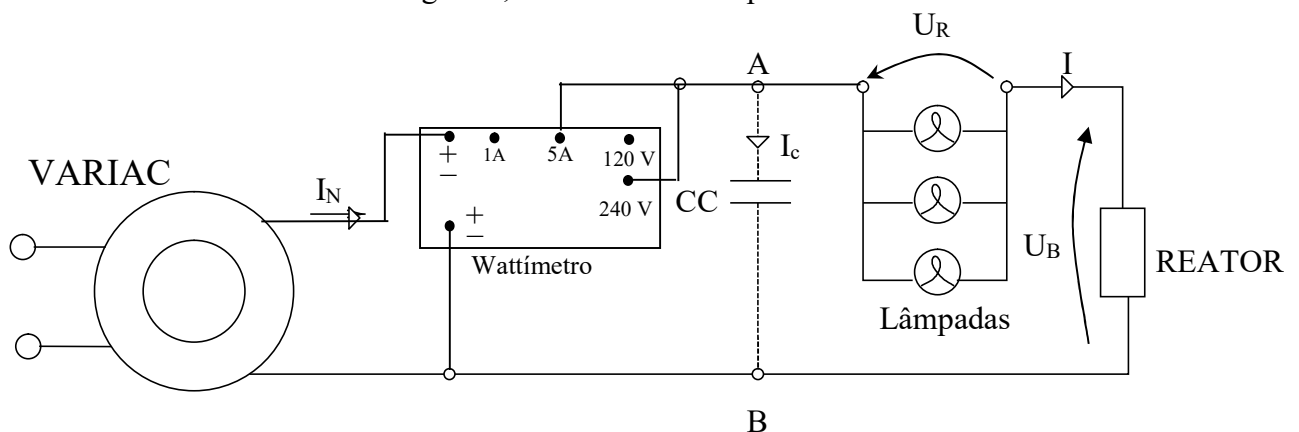 U_R
A
I
VARIAC
I_N
+
–
1A
5A
120 V
240 V
+
–
Wattímetro
CC
I_c
U_B
REATOR
Lâmpadas
B